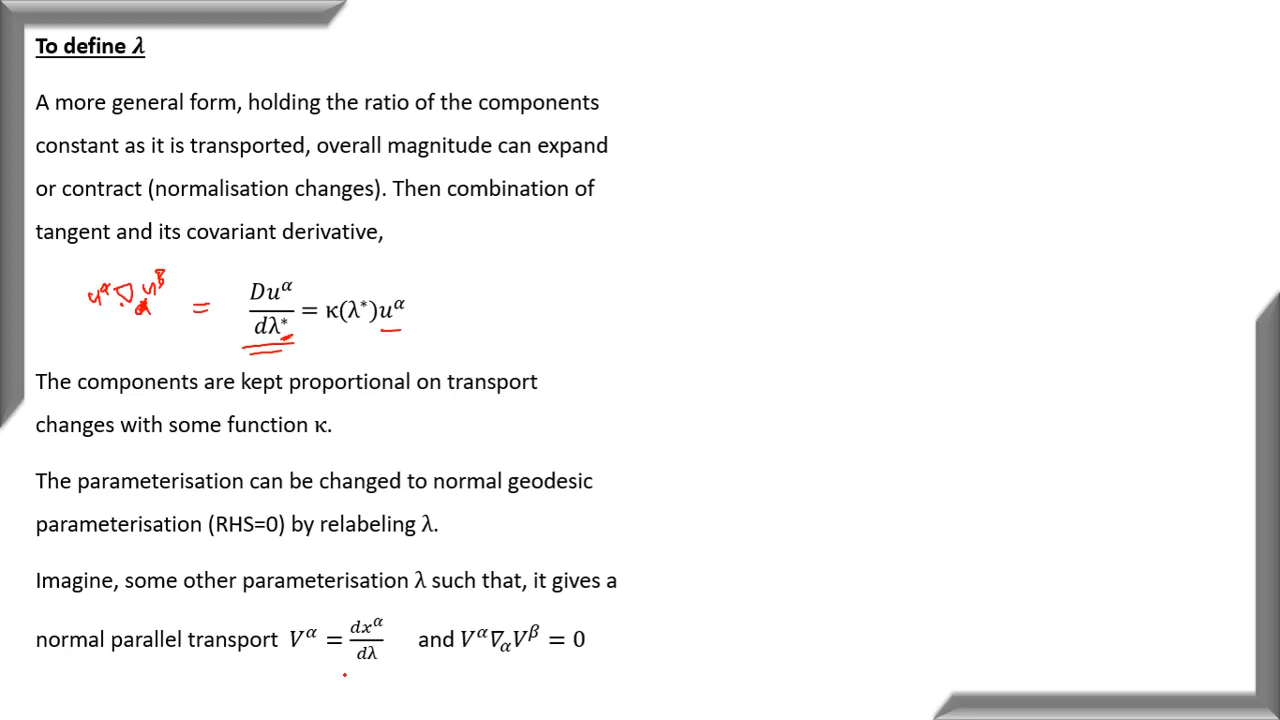 To define λ
A more general form, holding the ratio of the components
constant as it is transported, overall magnitude can expand
or contract (normalisation changes). Then combination of
tangent and its covariant derivative,
u^α ∇_α u^β = Du^α/dλ* = κ(λ*)u^α
The components are kept proportional on transport
changes with some function κ.
The parameterisation can be changed to normal geodesic
parameterisation (RHS=0) by relabeling λ.
Imagine, some other parameterisation λ such that, it gives a
normal parallel transport V^α = dx^α/dλ and V^α∇_αV^β = 0